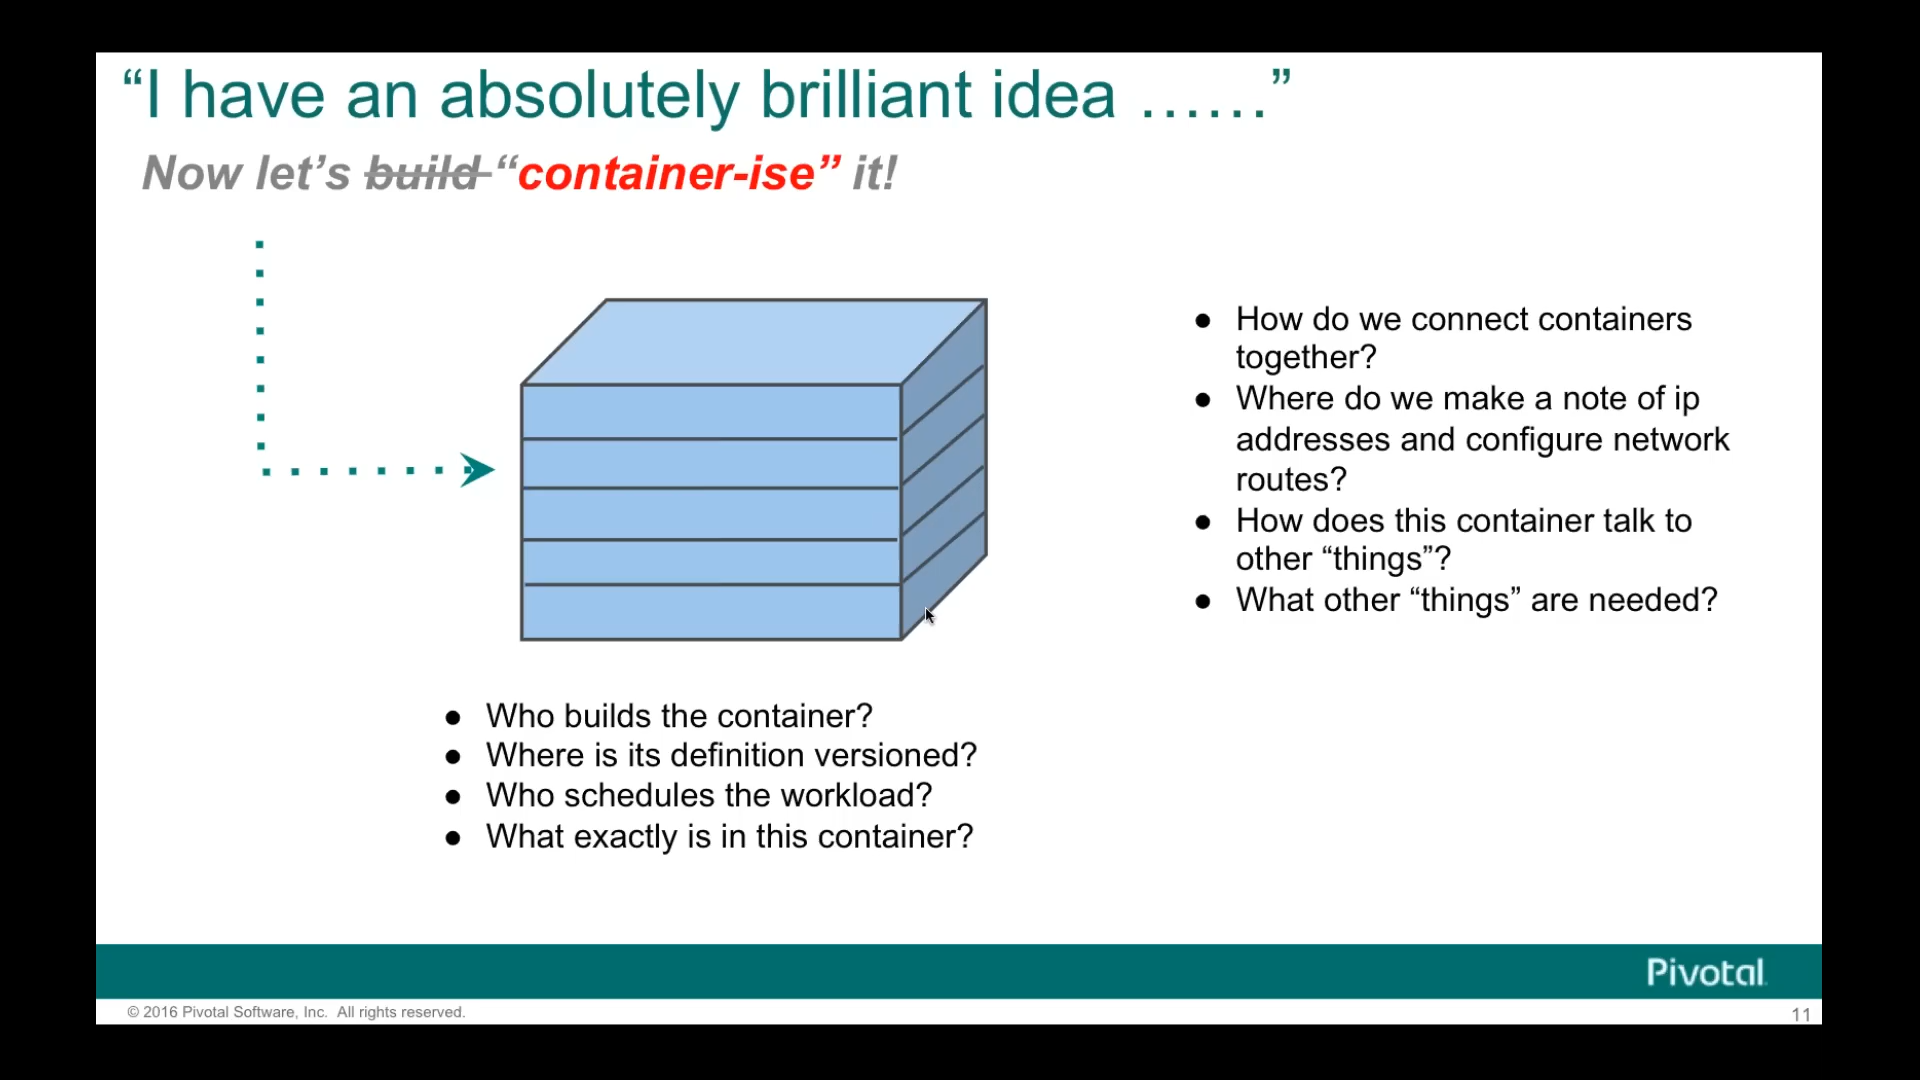 “I have an absolutely brilliant idea ……”
Now let’s build “container-ise” it!
● How do we connect containers
together?
● Where do we make a note of ip
addresses and configure network
routes?
● How does this container talk to
other “things”?
● What other “things” are needed?
● Who builds the container?
● Where is its definition versioned?
● Who schedules the workload?
● What exactly is in this container?
Pivotal
© 2016 Pivotal Software, Inc. All rights reserved.
11